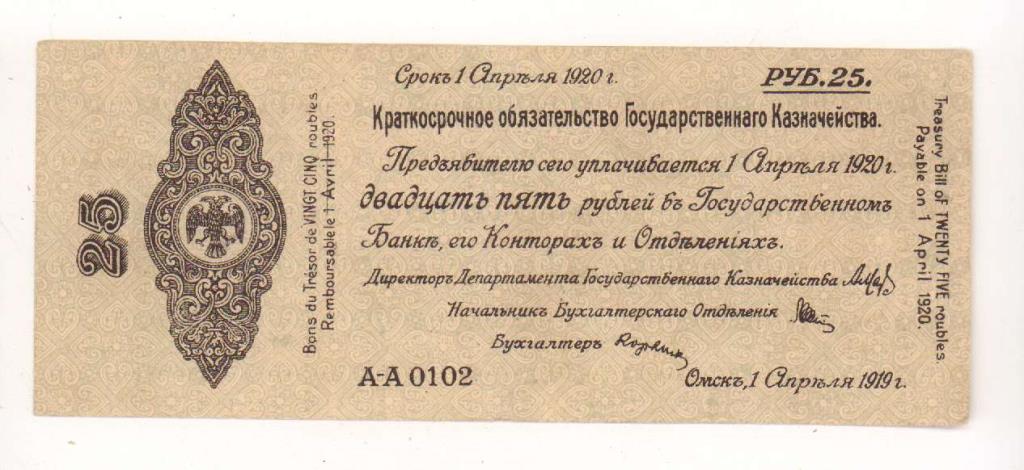 25
Bons du Trésor de VINGT CINQ roubles
Remboursable le 1 Avril 1920.
Срокъ 1 Апрѣля 1920 г.
РУБ.25.
Краткосрочное обязательство Государственнаго Казначейства.
Предъявителю сего уплачивается 1 Апрѣля 1920 г.
двадцать пять рублей въ Государственномъ
Банкѣ, его Конторахъ и Отдѣленіяхъ.
Директоръ Департамента Государственнаго Казначейства
Начальникъ Бухгалтерскаго Отдѣленія
Бухгалтеръ
А-А 0102
Омскъ, 1 Апрѣля 1919 г.
Treasury Bill of TWENTY FIVE roubles.
Payable on 1 April 1920.